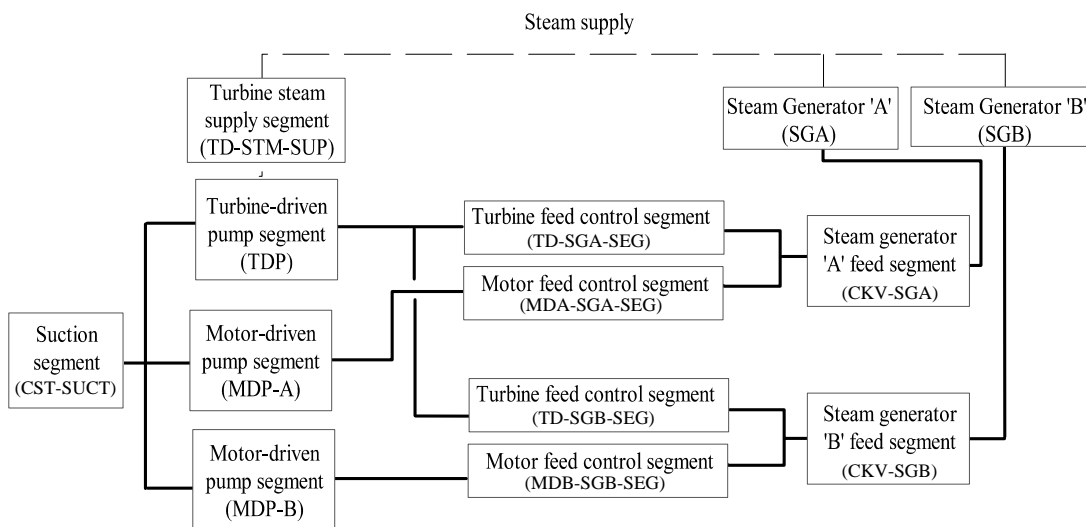 Steam supply
Turbine steam
supply segment
(TD-STM-SUP)
Steam Generator 'A'
(SGA)
Steam Generator 'B'
(SGB)
Turbine-driven
pump segment
(TDP)
Turbine feed control segment
(TD-SGA-SEG)
Motor feed control segment
(MDA-SGA-SEG)
Steam generator
'A' feed segment
(CKV-SGA)
Suction
segment
(CST-SUCT)
Motor-driven
pump segment
(MDP-A)
Turbine feed control segment
(TD-SGB-SEG)
Motor feed control segment
(MDB-SGB-SEG)
Steam generator
'B' feed segment
(CKV-SGB)
Motor-driven
pump segment
(MDP-B)